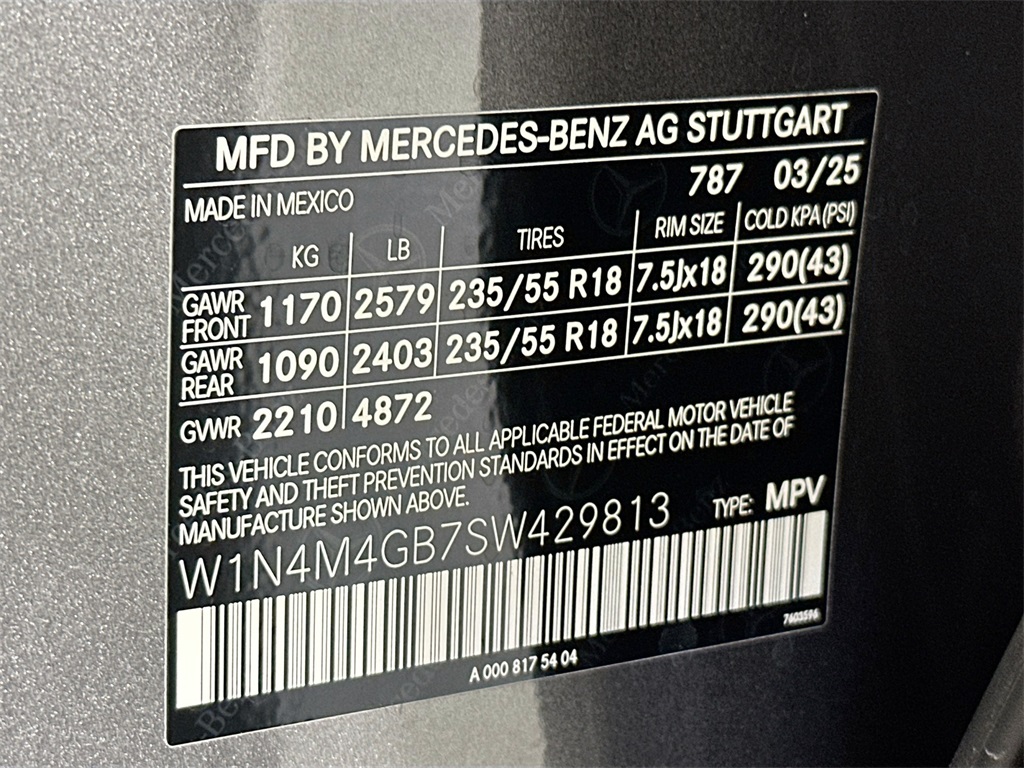 MFD BY MERCEDES-BENZ AG STUTTGART
787 03/25
MADE IN MEXICO
KG LB TIRES RIM SIZE COLD KPA (PSI)
GAWR FRONT 1170 2579 235/55 R18 7.5Jx18 290(43)
GAWR REAR 1090 2403 235/55 R18 7.5Jx18 290(43)
GVWR 2210 4872
THIS VEHICLE CONFORMS TO ALL APPLICABLE FEDERAL MOTOR VEHICLE
SAFETY AND THEFT PREVENTION STANDARDS IN EFFECT ON THE DATE OF
MANUFACTURE SHOWN ABOVE.
W1N4M4GB7SW429813 TYPE: MPV
7603596
A 000 817 54 04